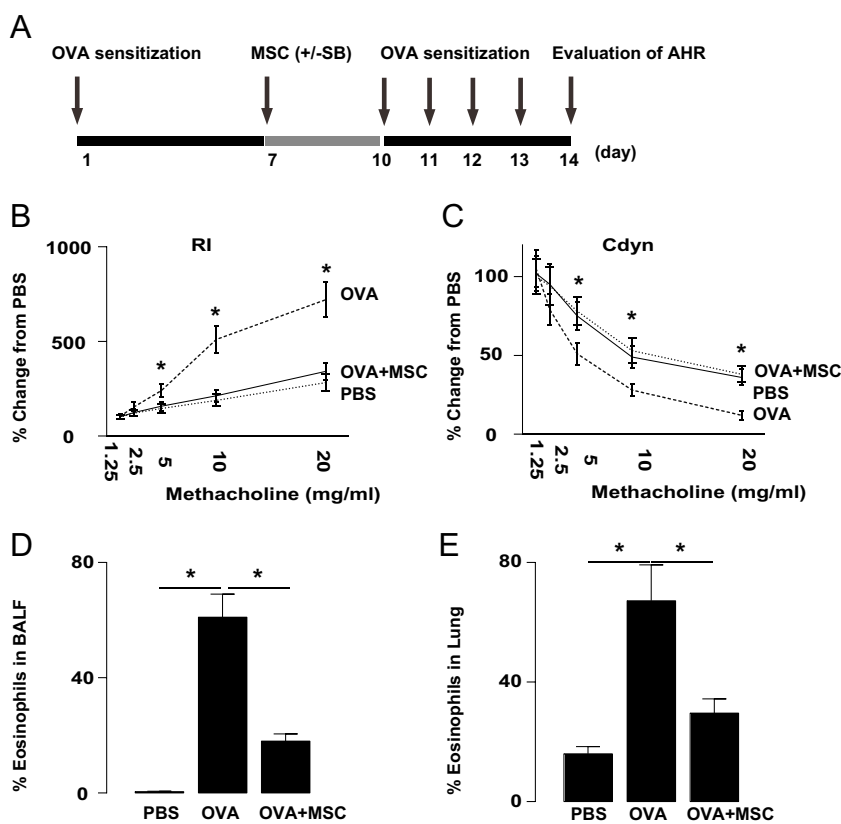 A
OVA sensitization MSC (+/-SB) OVA sensitization Evaluation of AHR
1 7 10 11 12 13 14 (day)
B
RI
% Change from PBS
1000
500
0
* * *
OVA
OVA+MSC
PBS
1.25 2.5 5 10 20
Methacholine (mg/ml)
C
Cdyn
% Change from PBS
100
50
0
* * *
OVA+MSC
PBS
OVA
1.25 2.5 5 10 20
Methacholine (mg/ml)
D
% Eosinophils in BALF
80
40
0
* *
PBS OVA OVA+MSC
E
% Eosinophils in Lung
80
40
0
* *
PBS OVA OVA+MSC